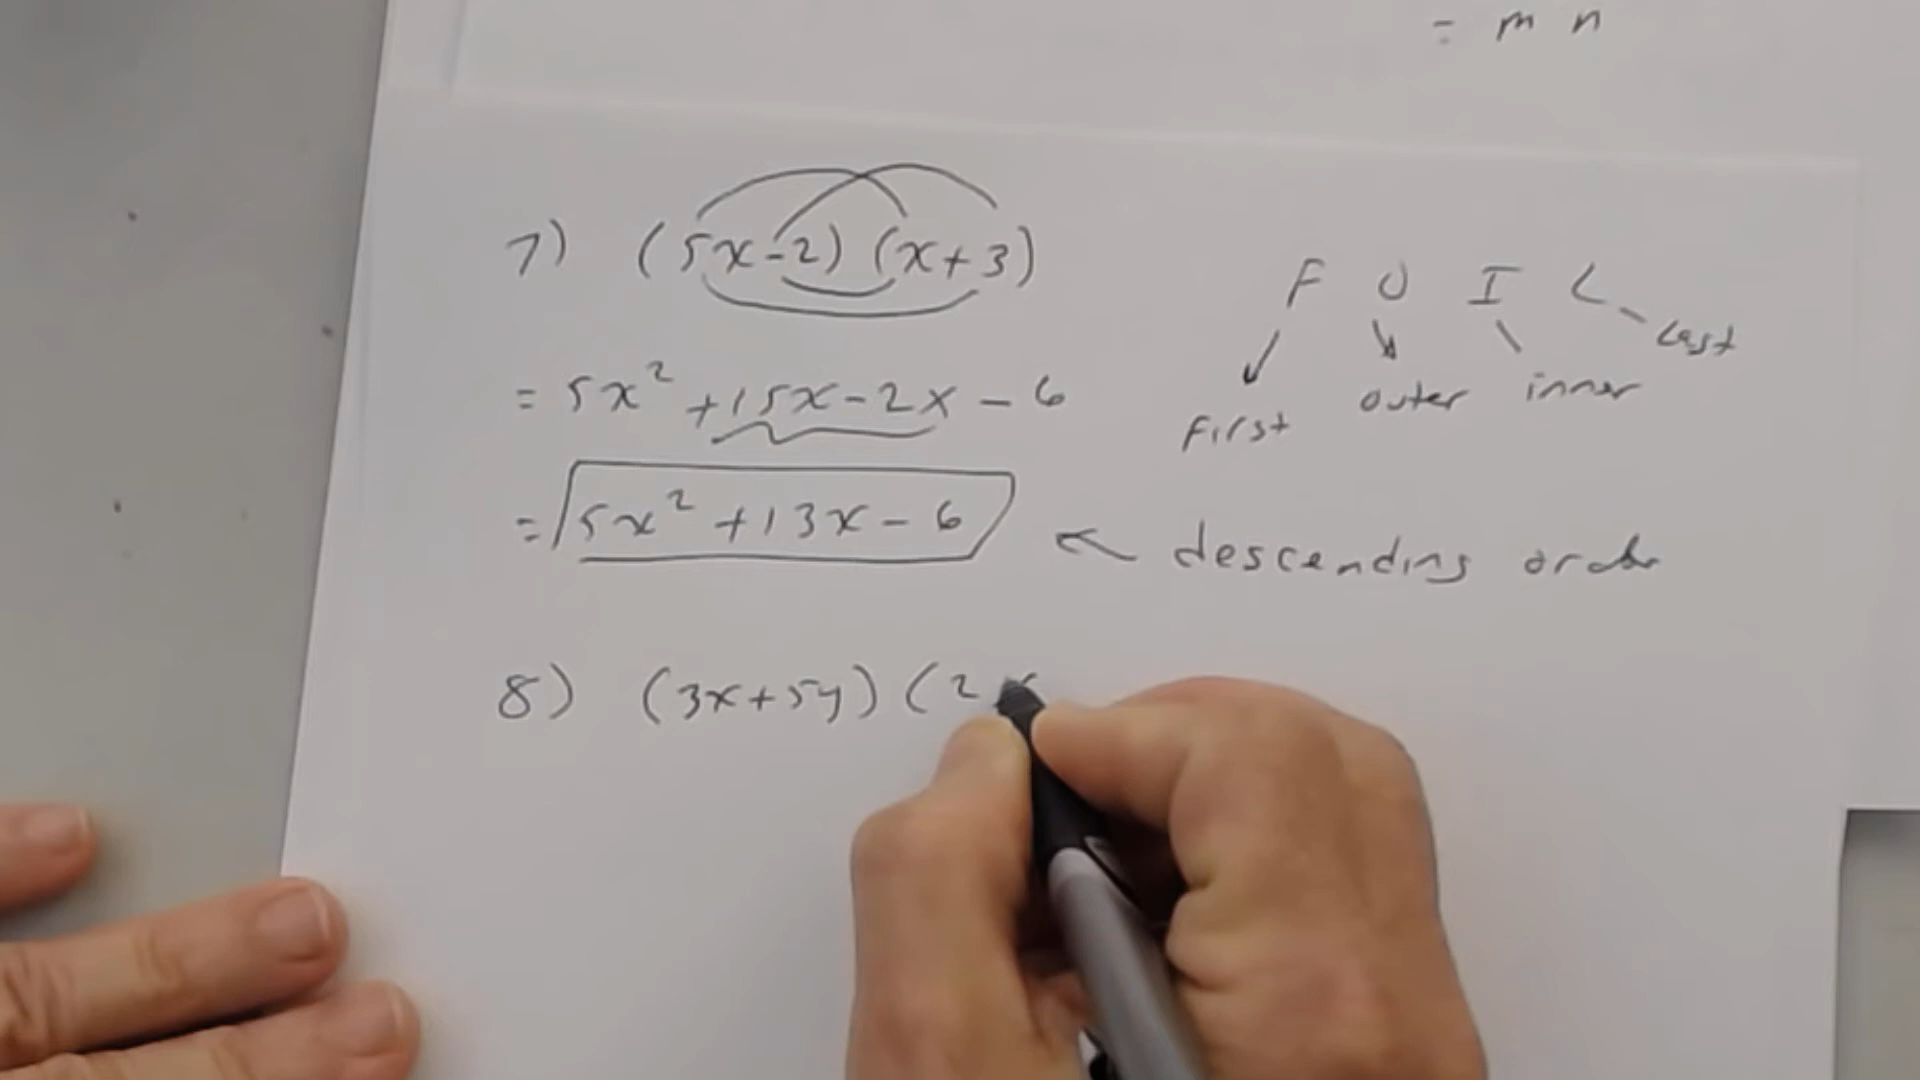 = m n
7) (5x-2) (x+3)
F O I L
Last
= 5x² +15x-2x-6
First outer inner
= 5x² +13x-6 ← descending order
8) (3x+5y) (2x